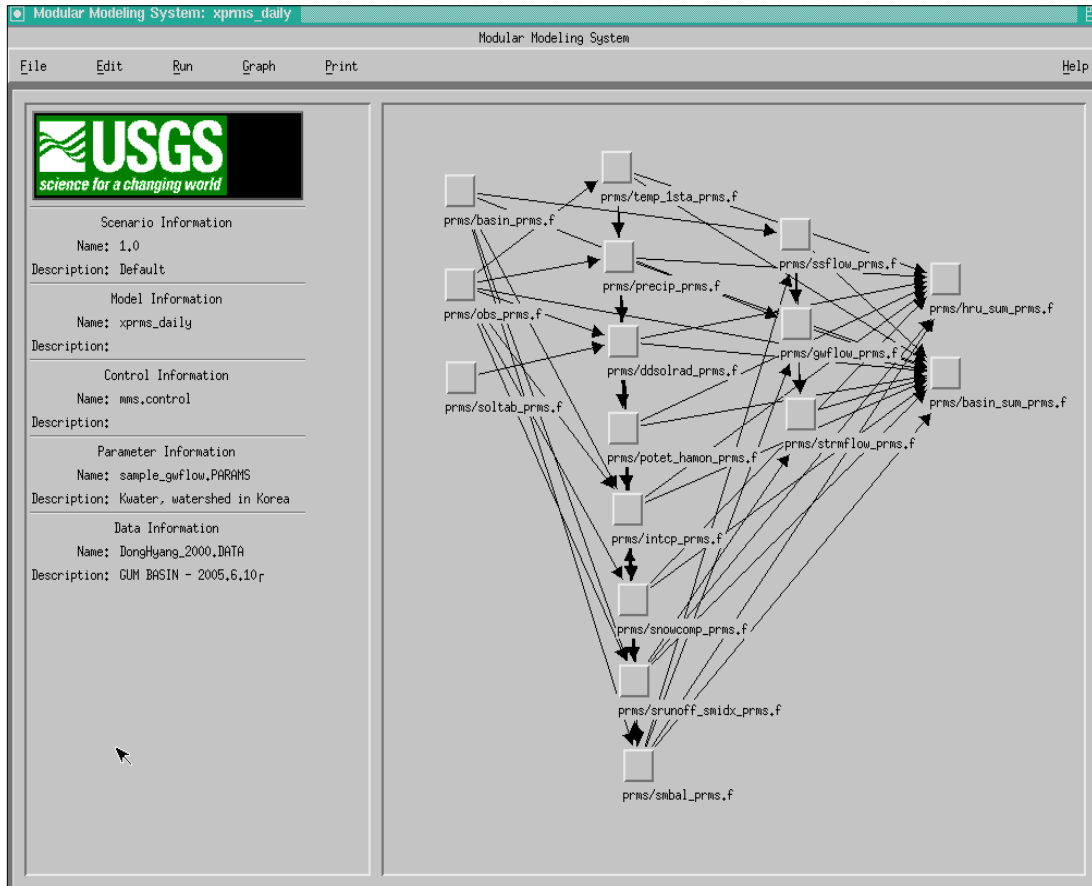 Modular Modeling System: xprms_daily
Modular Modeling System
File Edit Run Graph Print Help
USGS
science for a changing world
Scenario Information
Name: 1.0
Description: Default
Model Information
Name: xprms_daily
Description:
Control Information
Name: mms.control
Description:
Parameter Information
Name: sample_gwflow.PARAMS
Description: Kwater, watershed in Korea
Data Information
Name: DongHyang_2000.DATA
Description: GUM BASIN - 2005.6.10┌
prms/temp_1sta_prms.f
prms/basin_prms.f
prms/ssflow_prms.f
prms/precip_prms.f
prms/hru_sum_prms.f
prms/obs_prms.f
prms/gwflow_prms.f
prms/ddsolrad_prms.f
prms/basin_sum_prms.f
prms/soltab_prms.f
prms/strmflow_prms.f
prms/potet_hamon_prms.f
prms/intcp_prms.f
prms/snowcomp_prms.f
prms/srunoff_smidx_prms.f
prms/smbal_prms.f